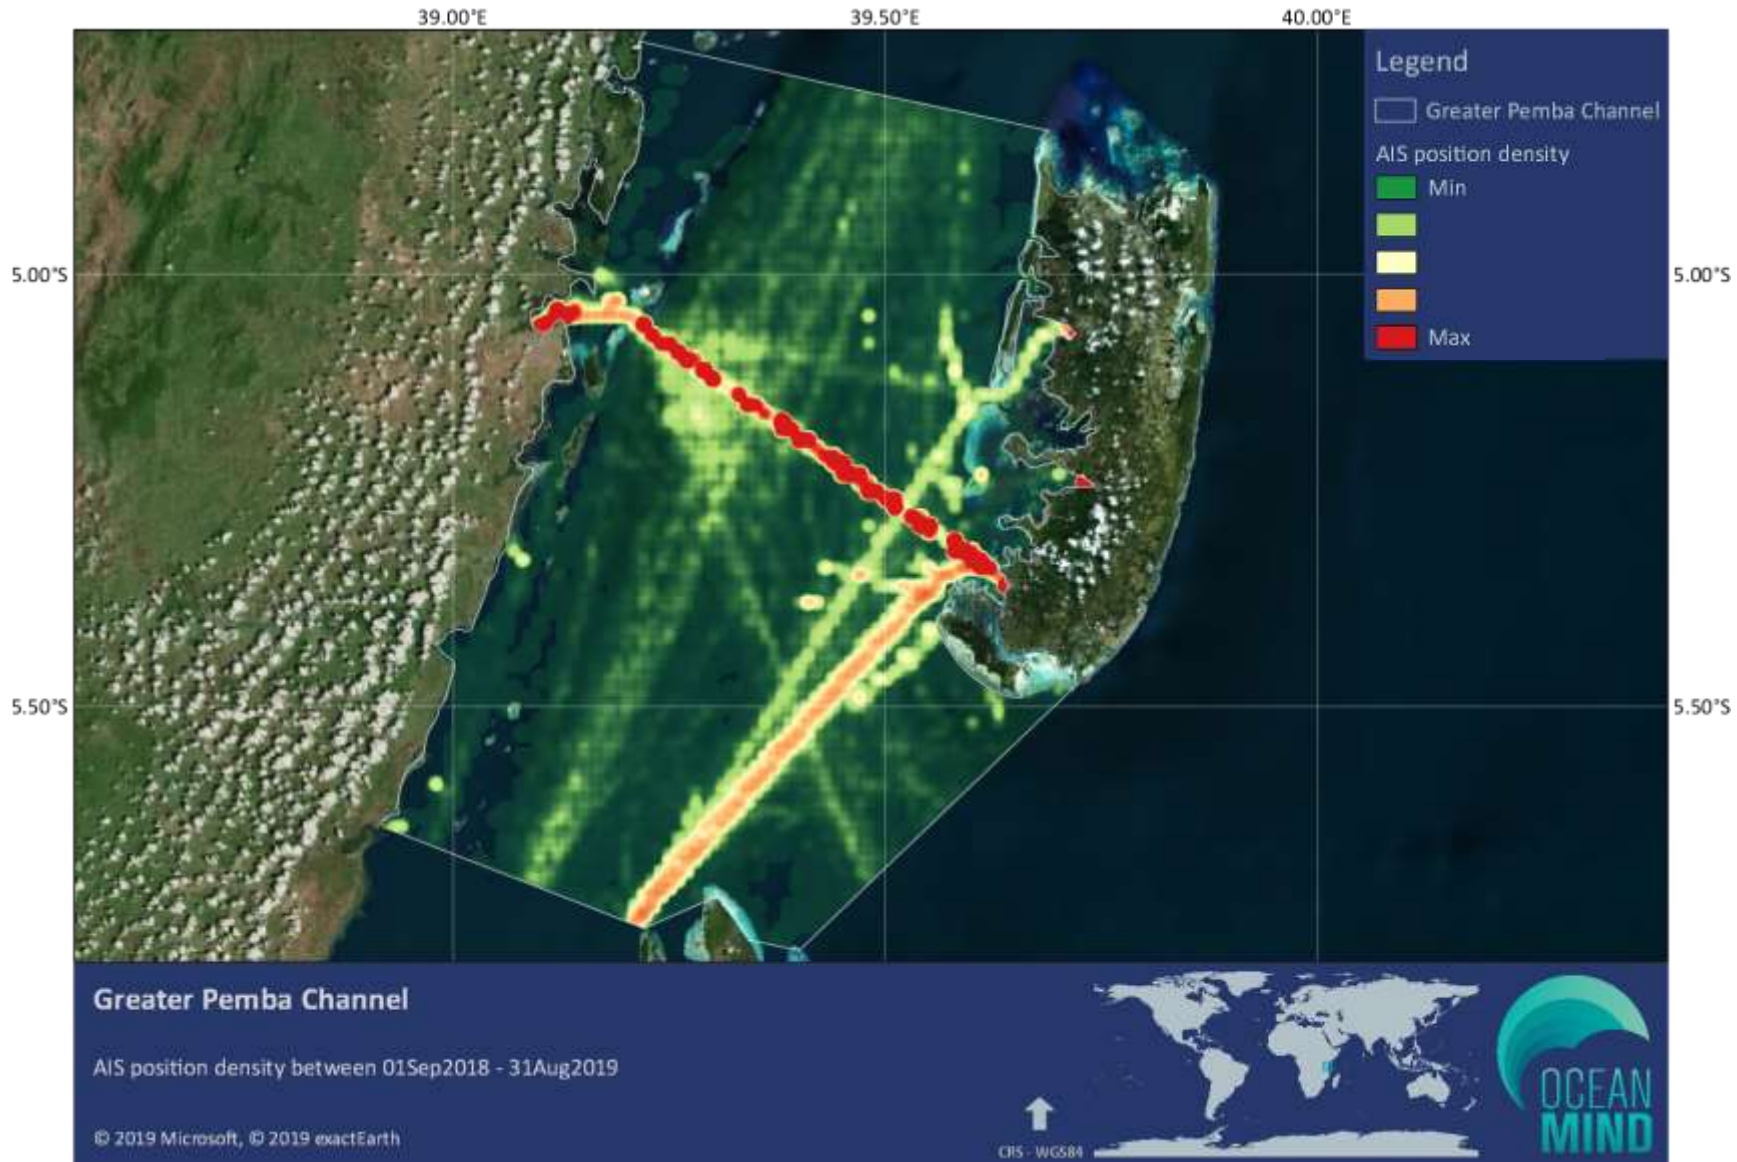 39.00°E
39.50°E
40.00°E
Legend
Greater Pemba Channel
AIS position density
Min
Max
5.00°S
5.00°S
5.50°S
5.50°S
Greater Pemba Channel
AIS position density between 01Sep2018 - 31Aug2019
© 2019 Microsoft, © 2019 exactEarth
CRS - WGS84
OCEAN
MIND